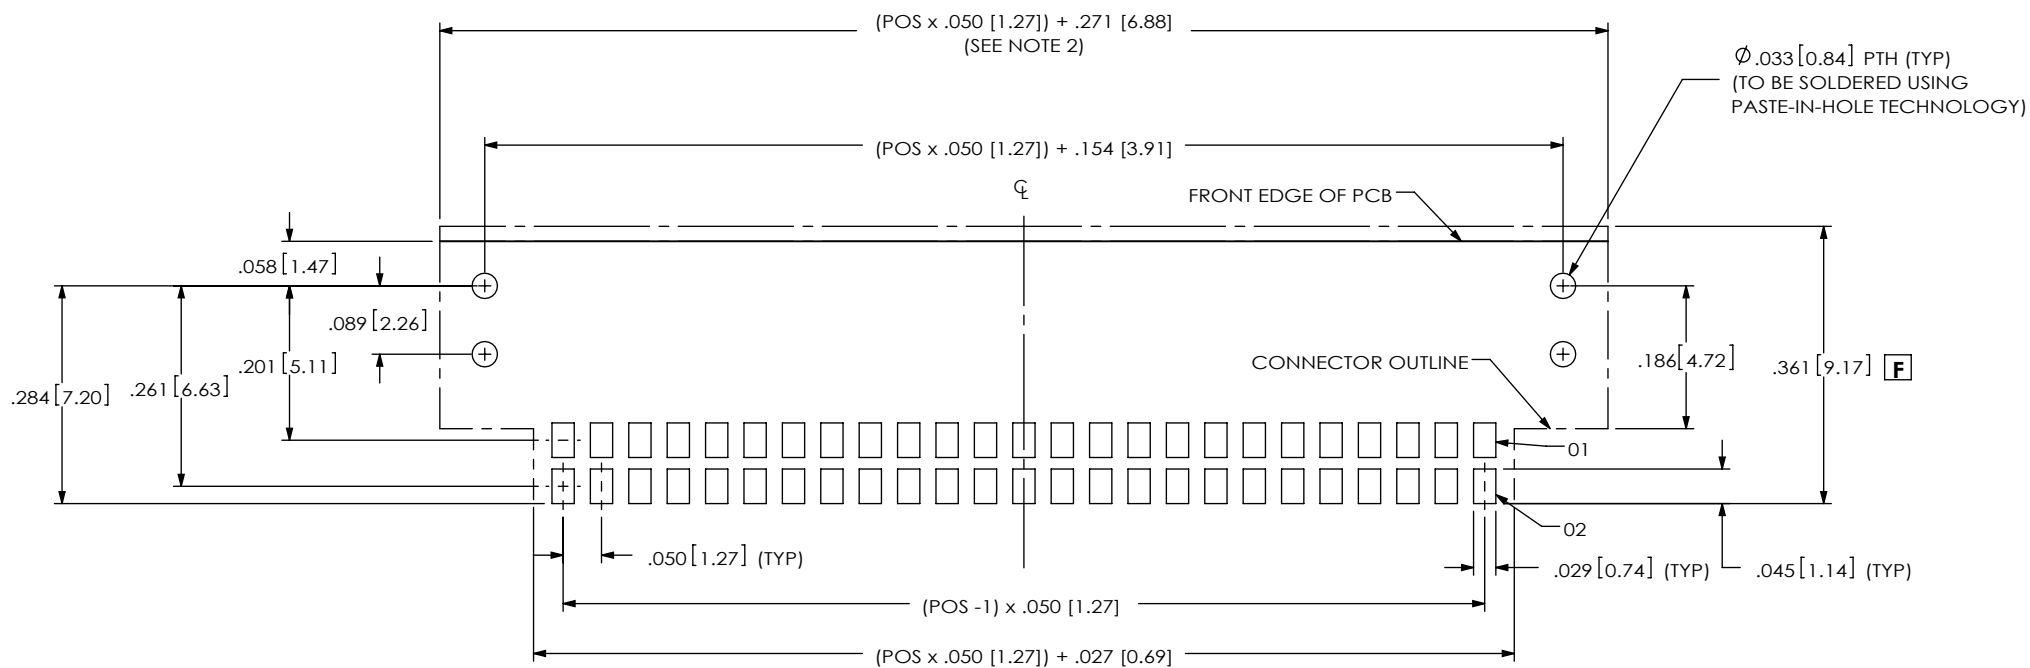 (POS x .050 [1.27]) + .271 [6.88]
(SEE NOTE 2)
Ø.033[0.84] PTH (TYP)
(TO BE SOLDERED USING
PASTE-IN-HOLE TECHNOLOGY)
(POS x .050 [1.27]) + .154 [3.91]
℄
FRONT EDGE OF PCB
.058[1.47]
.089[2.26]
.201[5.11]
.261[6.63]
.284[7.20]
CONNECTOR OUTLINE
.186[4.72]
.361[9.17] F
01
02
.050[1.27] (TYP)
.029[0.74] (TYP)
.045[1.14] (TYP)
(POS -1) x .050 [1.27]
(POS x .050 [1.27]) + .027 [0.69]